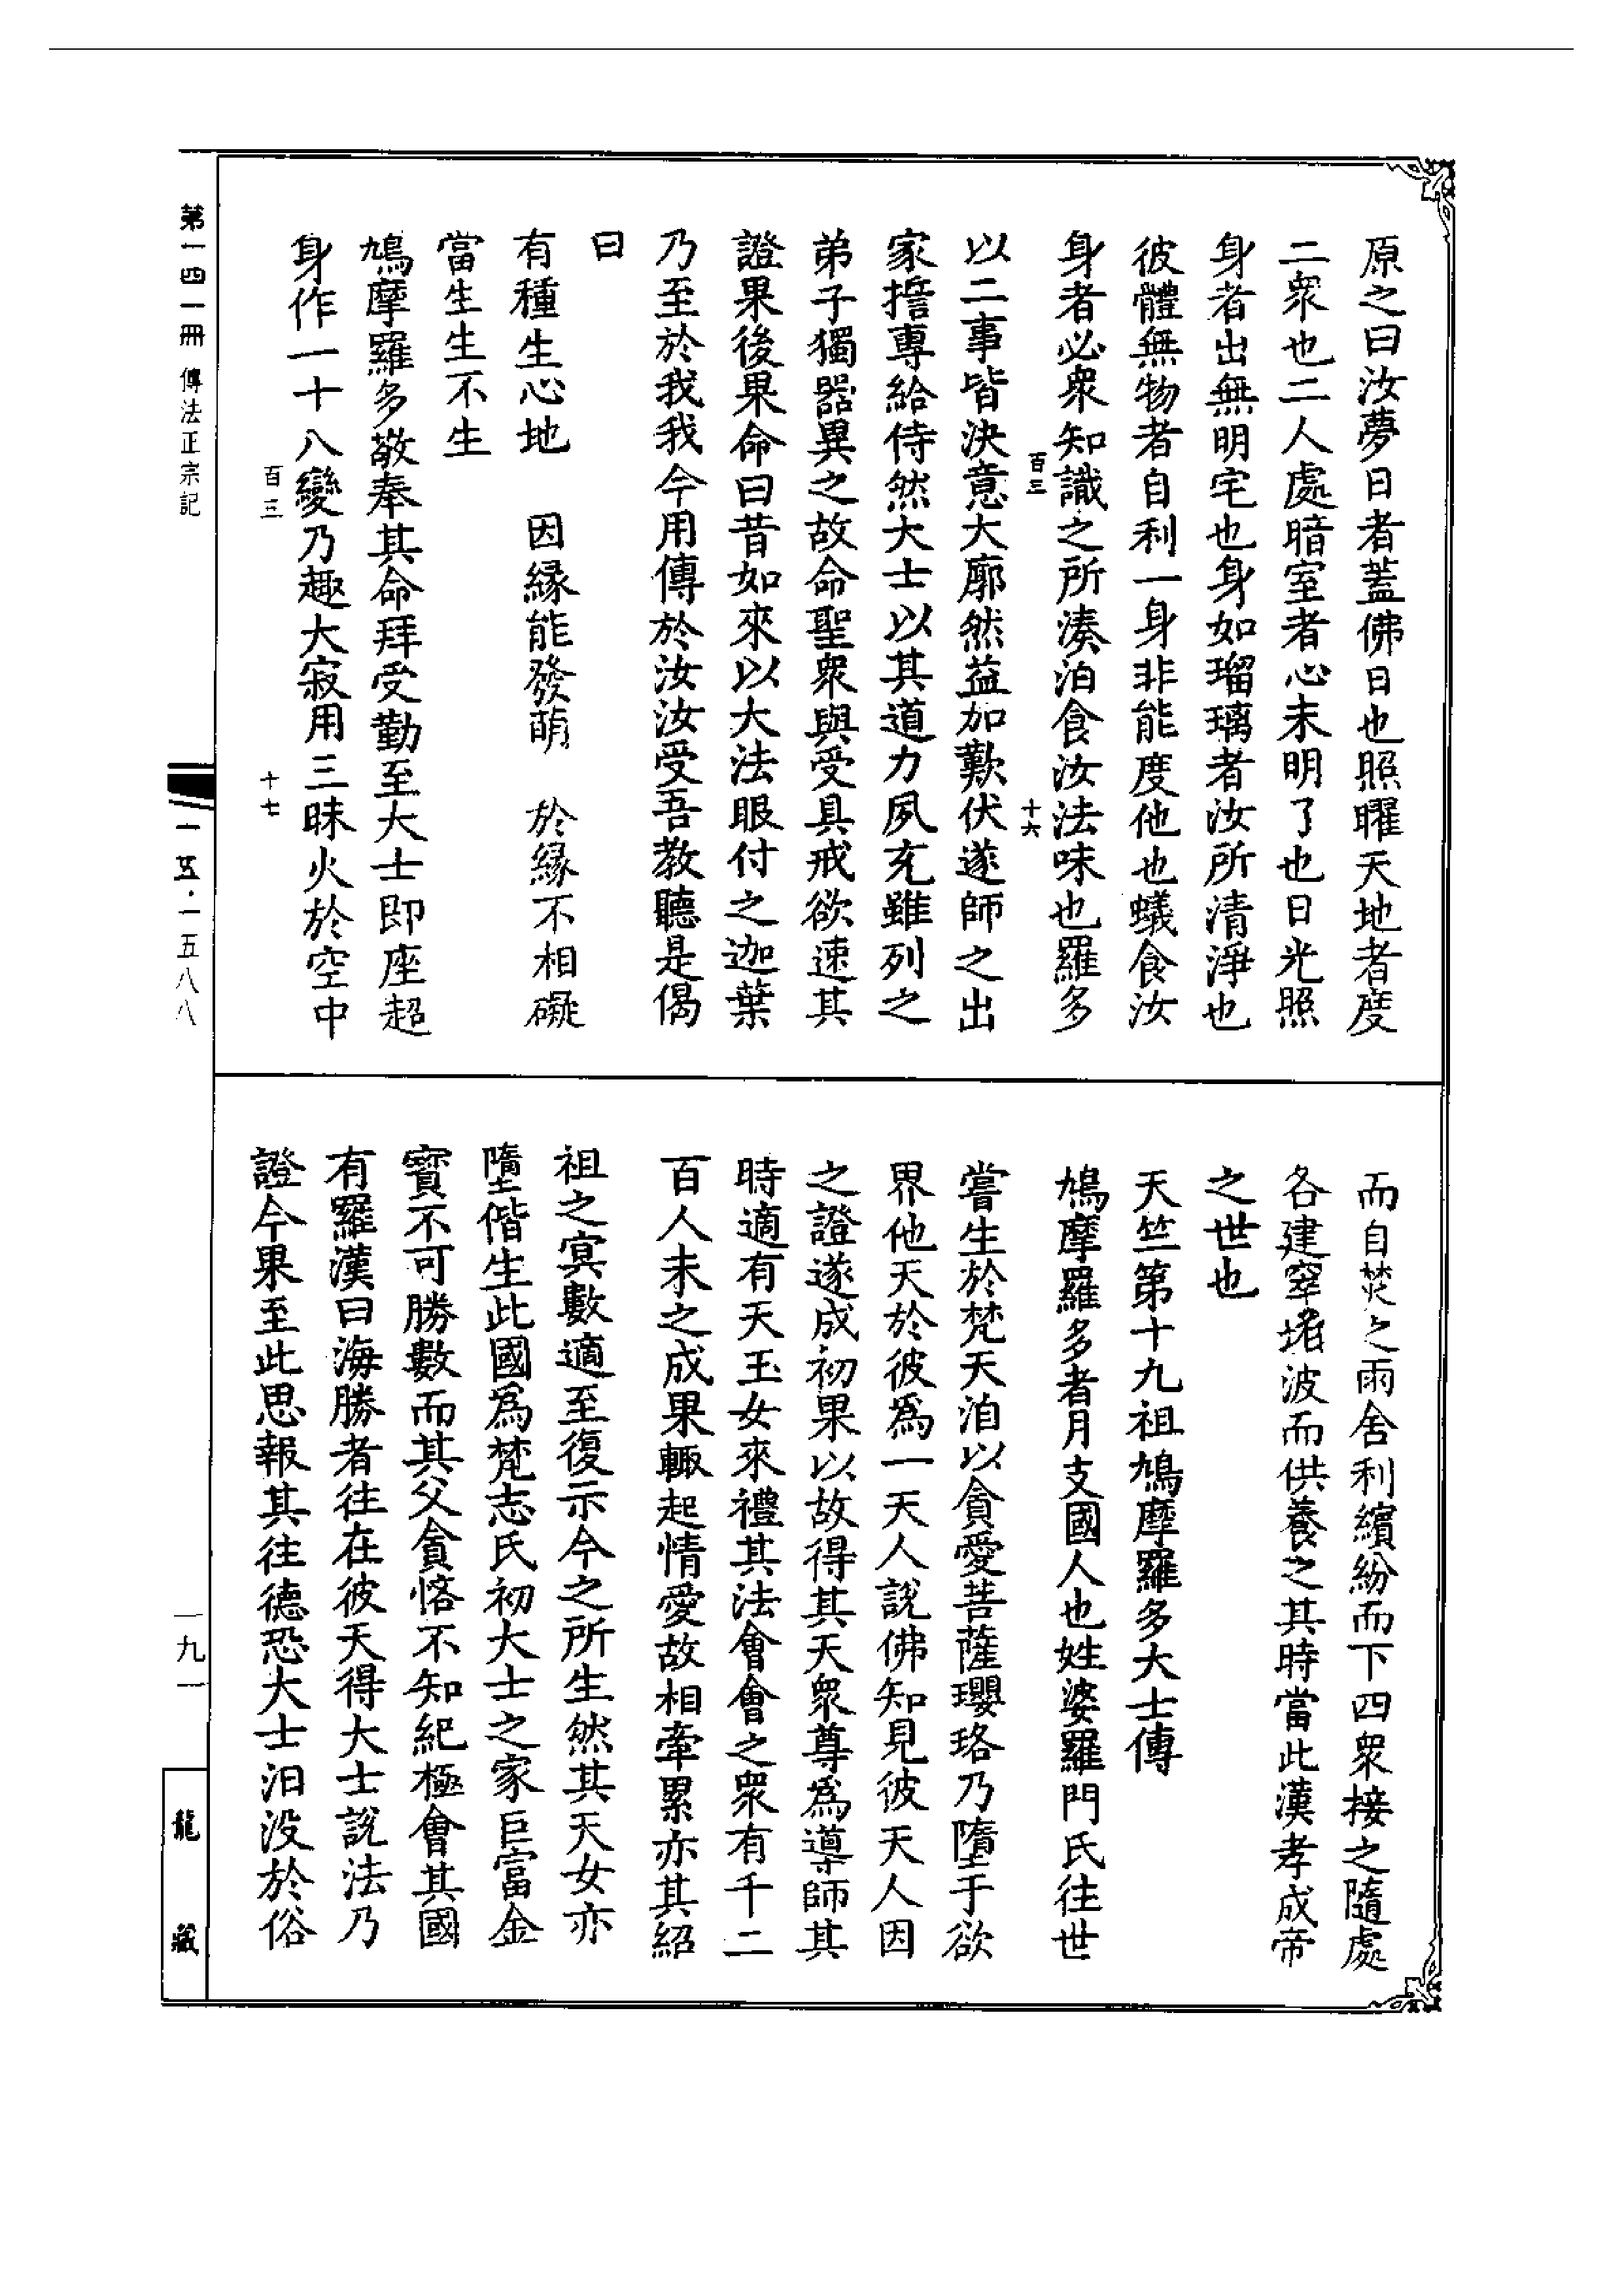 原之曰汝夢日者蓋佛日也照曜天地者度
二衆也二人處暗室者心未明了也日光照
身者出無明宅也身如瑠璃者汝所清淨也
彼體無物者自利一身非能度他也蟻食汝
身者必衆知識之所湊泊食汝法味也羅多
百三
十六
以二事皆決意大廓然益加歎伏遂師之出
家擔專給侍然大士以其道力夙充雖列之
弟子獨器異之故命聖衆與受具戒欲速其
證果後果命曰昔如來以大法眼付之迦葉
乃至於我我今用傳於汝汝受吾教聽是偈
曰
有種生心地 因緣能發萌 於緣不相礙
當生生不生
鳩摩羅多敬奉其命拜受勤至大士即座超
身作一十八變乃趣大寂用三昧火於空中
百三
十七
而自焚之雨舍利繽紛而下四衆接之隨處
各建窣堵波而供養之其時當此漢孝成帝
之世也
天竺第十九祖鳩摩羅多大士傳
鳩摩羅多者月支國人也姓婆羅門氏往世
嘗生於梵天洎以貪愛菩薩瓔珞乃墮于欲
界他天於彼為一天人說佛知見彼天人因
之證遂成初果以故得其天衆尊為導師其
時適有天玉女來禮其法會會之衆有千二
百人未之成果輙起情愛故相牽累亦其紹
祖之冥數適至復示今之所生然其天女亦
墮偕生此國為梵志氏初大士之家巨富金
寶不可勝數而其父貪悋不知紀極會其國
有羅漢曰海勝者往在彼天得大士說法乃
證今果至此思報其往德恐大士汩没於俗
第一四一冊 傳法正宗記
一五·一五八八
一九一
龍藏